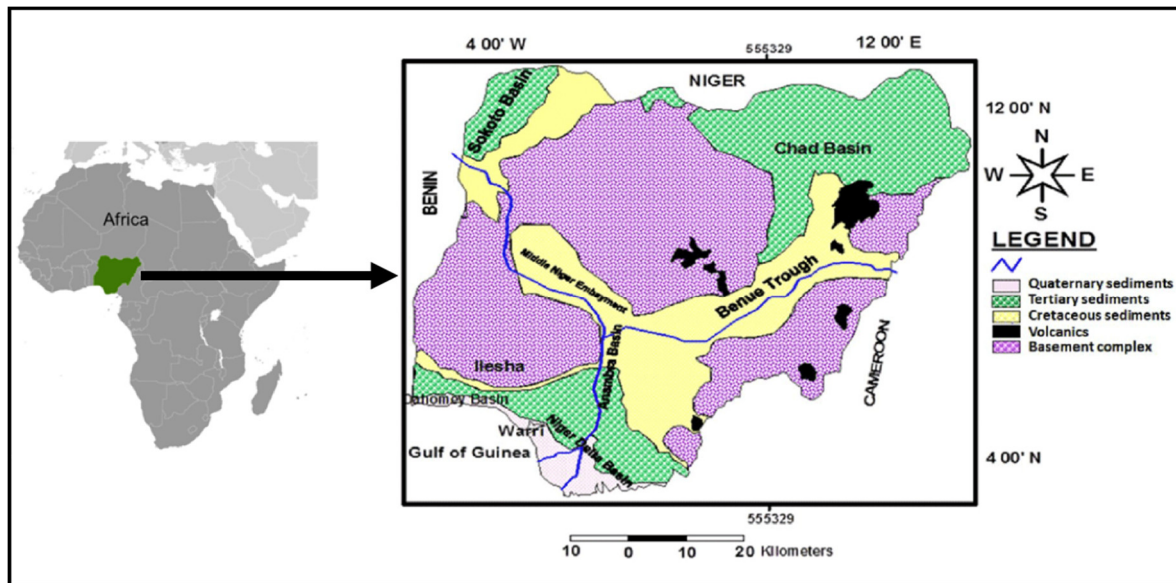 Africa
4 00' W
555329
12 00' E
NIGER
12 00' N
Sokoto Basin
Chad Basin
BENIN
N
W
E
S
LEGEND
Middle Niger Embayment
Benue Trough
Quaternary sediments
Tertiary sediments
Cretaceous sediments
Volcanics
Basement complex
Ilesha
Anambra Basin
CAMEROON
Dahomey Basin
Warri
Niger Delta Basin
Gulf of Guinea
4 00' N
555329
10 0 10 20 Kilometers